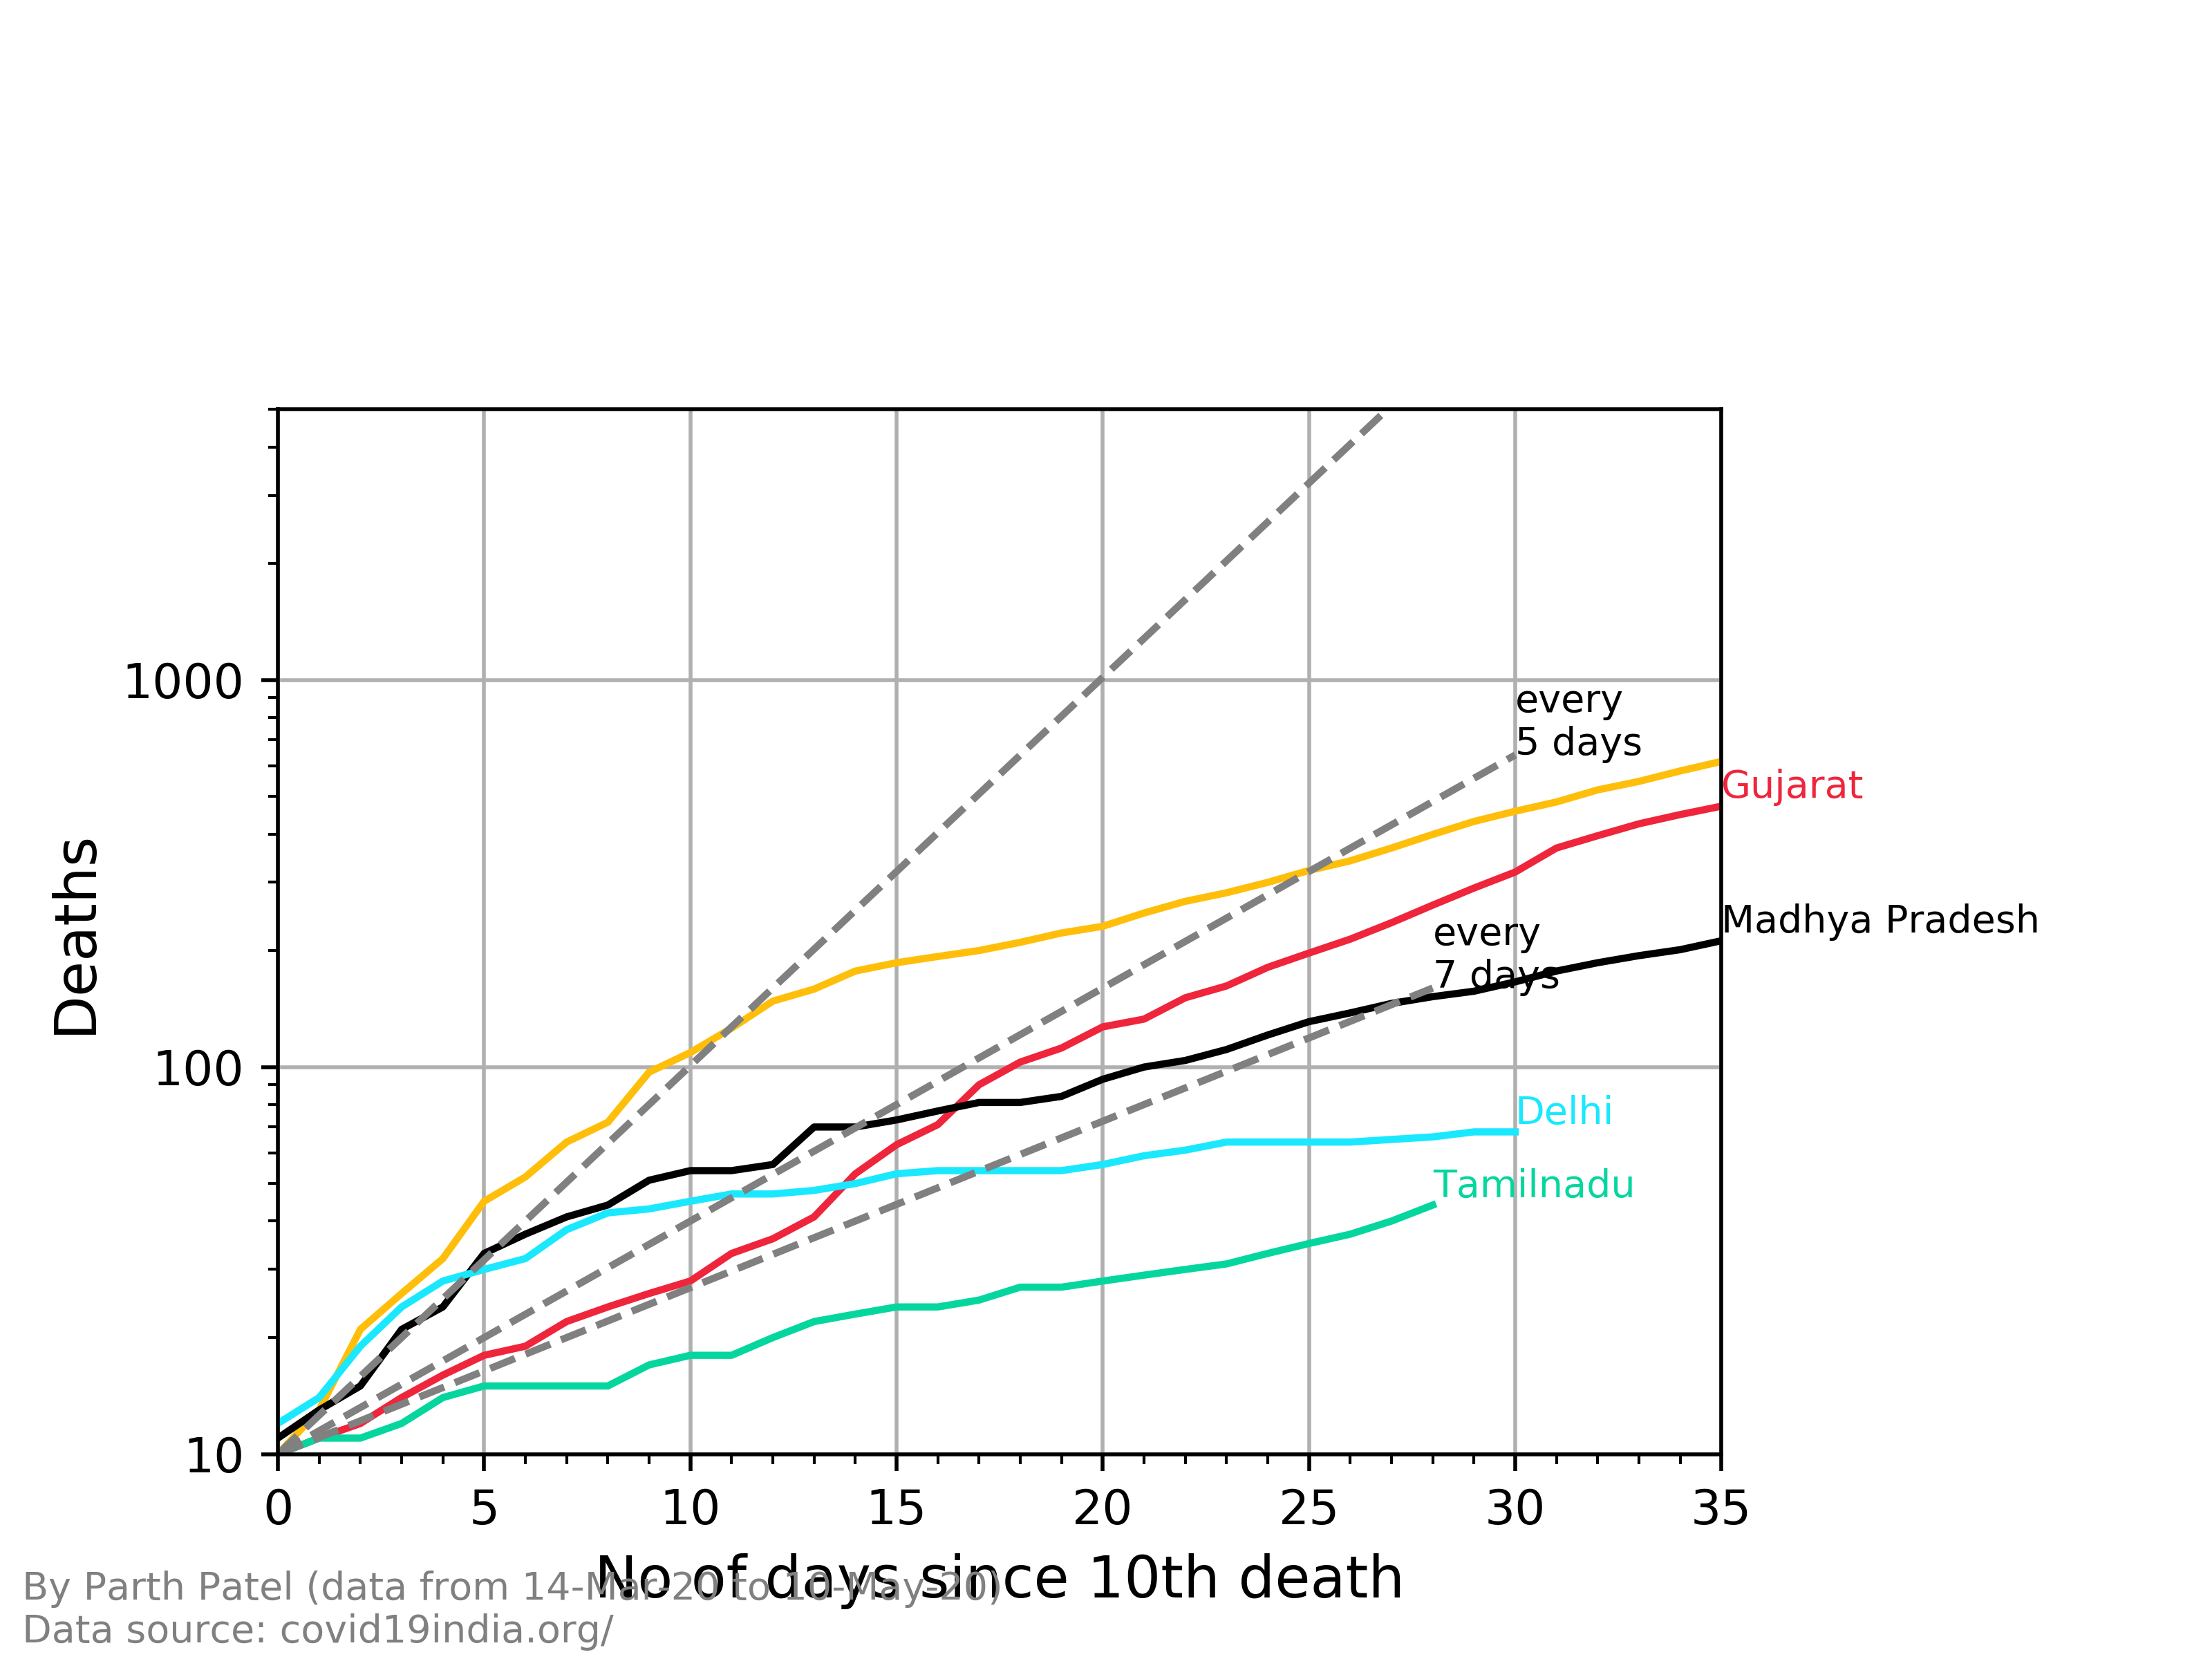 1000
every
5 days
Gujarat
Madhya Pradesh
every
7 days
Deaths
100
Delhi
Tamilnadu
10
0 5 10 15 20 25 30 35
No of days since 10th death
By Parth Patel (data from 14-Mar-20 to 10-May-20)
Data source: covid19india.org/